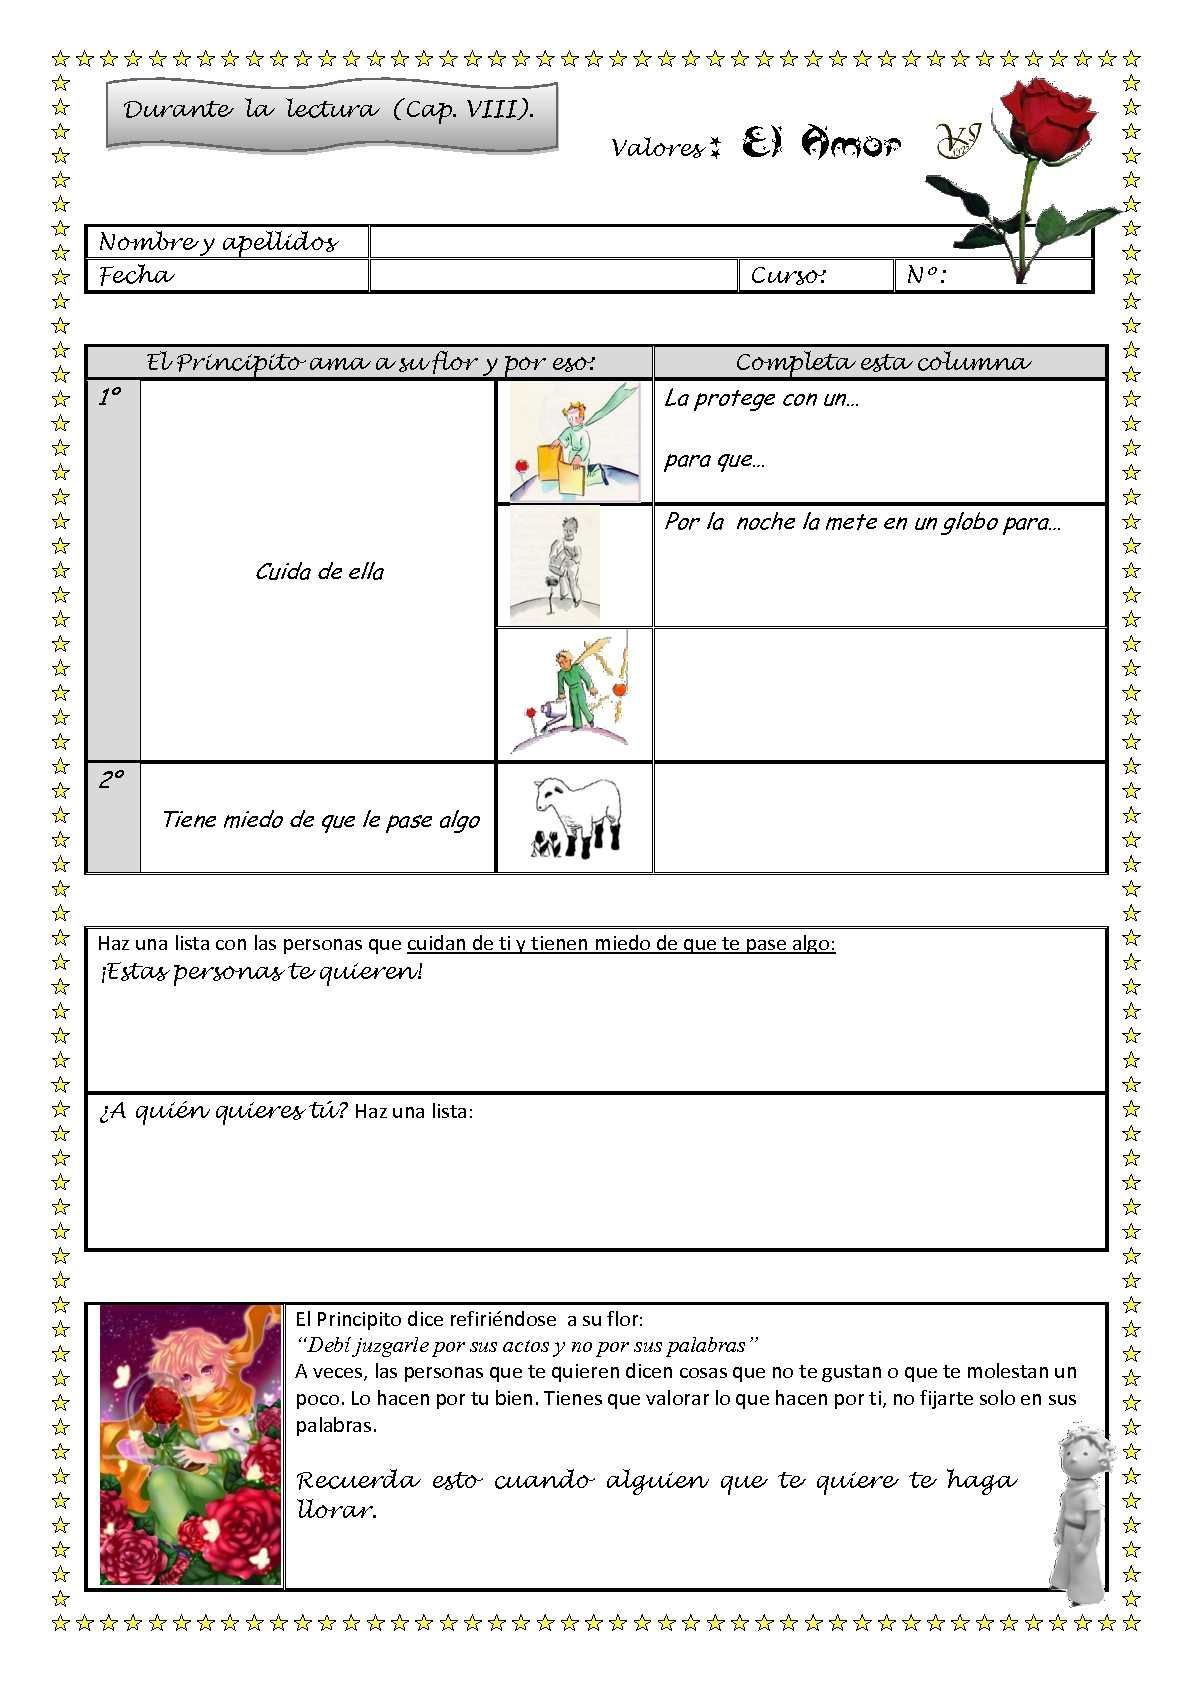 Durante la lectura (Cap. VIII).
Valores: El Amor
Nombre y apellidos
Fecha
Curso:
Nº:
El Principito ama a su flor y por eso:
Completa esta columna
1º
Cuida de ella
La protege con un...
para que...
Por la noche la mete en un globo para...
2º
Tiene miedo de que le pase algo
Haz una lista con las personas que cuidan de ti y tienen miedo de que te pase algo:
¡Estas personas te quieren!
¿A quién quieres tú? Haz una lista:
El Principito dice refiriéndose a su flor:
“Debí juzgarle por sus actos y no por sus palabras”
A veces, las personas que te quieren dicen cosas que no te gustan o que te molestan un
poco. Lo hacen por tu bien. Tienes que valorar lo que hacen por ti, no fijarte solo en sus
palabras.
Recuerda esto cuando alguien que te quiere te haga
llorar.